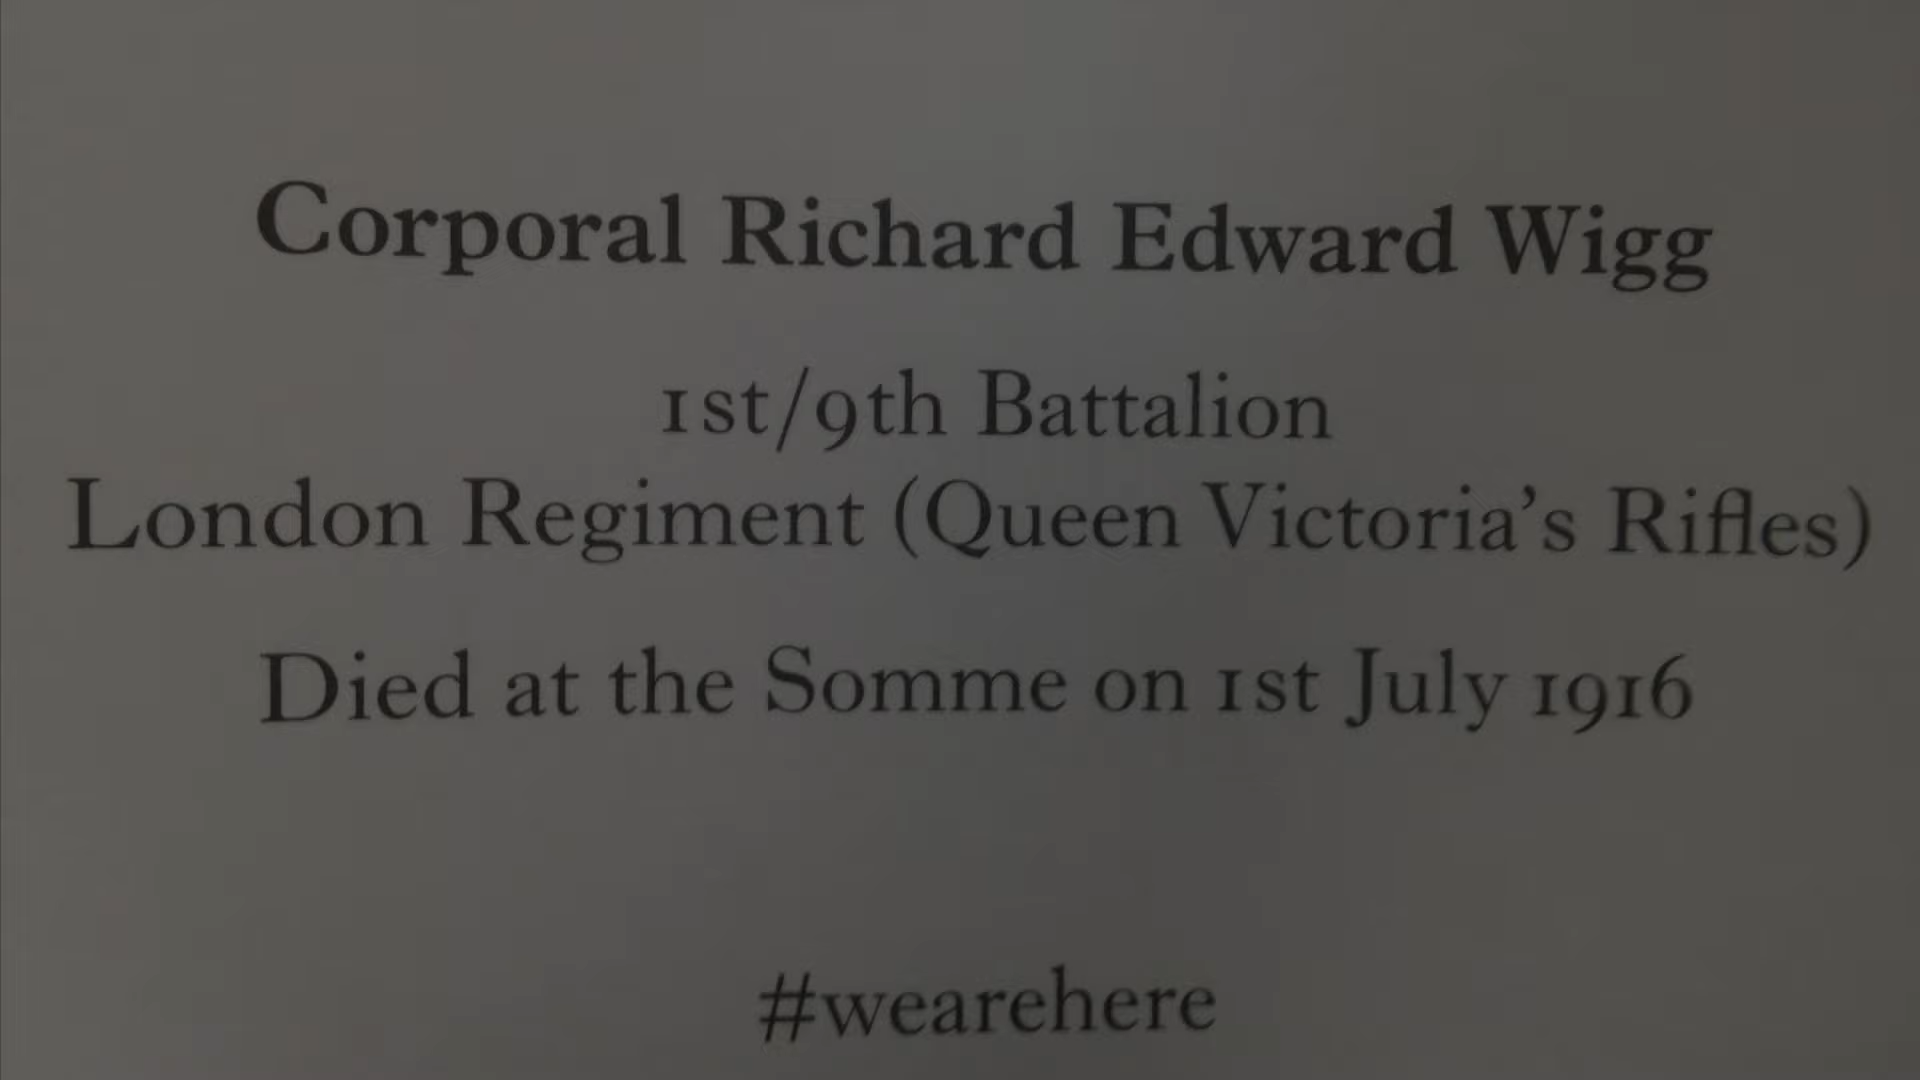 Corporal Richard Edward Wigg
1st/9th Battalion
London Regiment (Queen Victoria's Rifles)
Died at the Somme on 1st July 1916
#wearehere